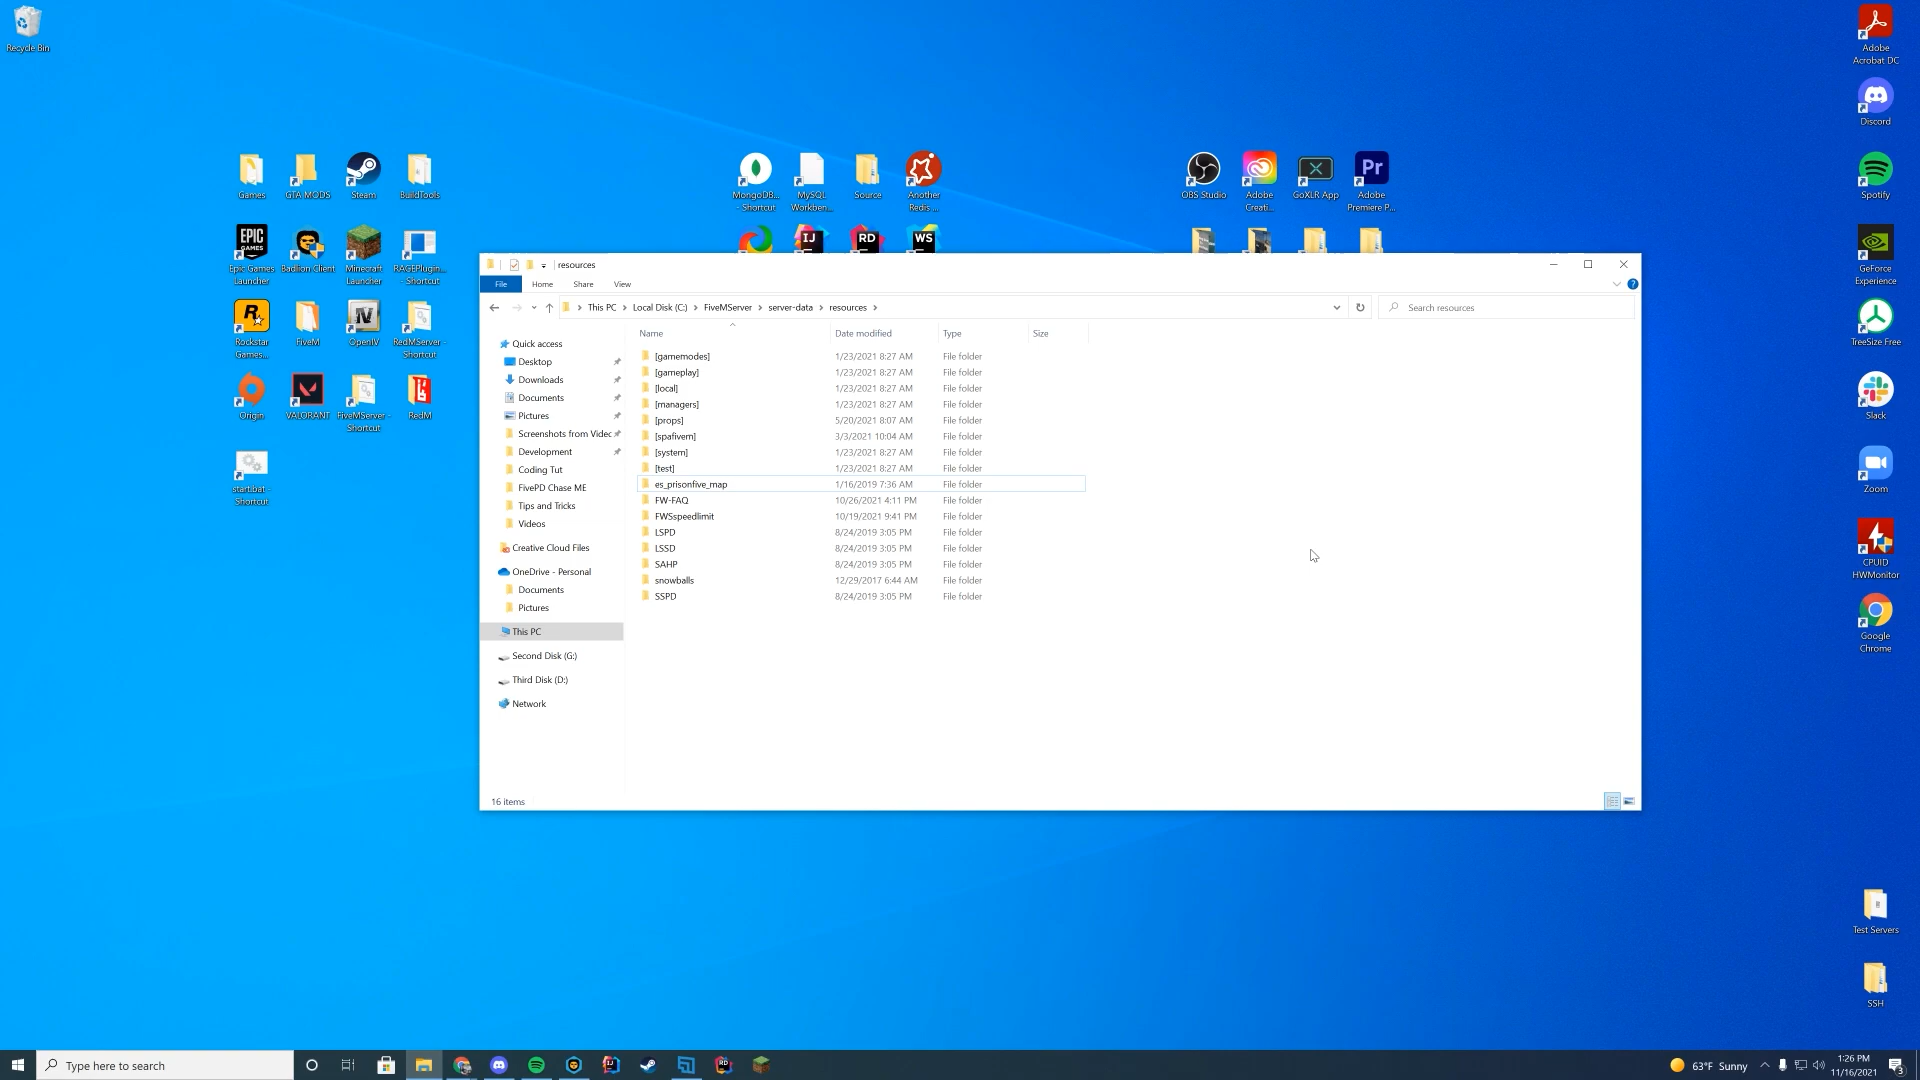 Recycle Bin
Games
GTA MODS
Steam
BuildTools
Epic Games
Launcher
Badlion Client
Minecraft
Launcher
RAGEPlugin...
- Shortcut
Rockstar
Games...
FiveM
OpenIV
RedMServer -
Shortcut
Origin
VALORANT
FiveMServer -
Shortcut
RedM
start.bat -
Shortcut
MongoDB...
- Shortcut
MySQL
Workben...
Source
Another
Redis ...
IJ
RD
WS
OBS Studio
Adobe
Creati...
GoXLR App
Pr
Adobe
Premiere P...
Adobe
Acrobat DC
Discord
Spotify
GeForce
Experience
TreeSize Free
Slack
Zoom
CPUID
HWMonitor
Google
Chrome
Test Servers
SSH
resources
File
Home
Share
View
This PC > Local Disk (C:) > FiveMServer > server-data > resources >
Search resources
Name
Date modified
Type
Size
Quick access
Desktop
Downloads
Documents
Pictures
Screenshots from Videc
Development
Coding Tut
FivePD Chase ME
Tips and Tricks
Videos
Creative Cloud Files
OneDrive - Personal
Documents
Pictures
This PC
Second Disk (G:)
Third Disk (D:)
Network
[gamemodes] 1/23/2021 8:27 AM File folder
[gameplay] 1/23/2021 8:27 AM File folder
[local] 1/23/2021 8:27 AM File folder
[managers] 1/23/2021 8:27 AM File folder
[props] 5/20/2021 8:07 AM File folder
[spafivem] 3/3/2021 10:04 AM File folder
[system] 1/23/2021 8:27 AM File folder
[test] 1/23/2021 8:27 AM File folder
es_prisonfive_map 1/16/2019 7:36 AM File folder
FW-FAQ 10/26/2021 4:11 PM File folder
FWSspeedlimit 10/19/2021 9:41 PM File folder
LSPD 8/24/2019 3:05 PM File folder
LSSD 8/24/2019 3:05 PM File folder
SAHP 8/24/2019 3:05 PM File folder
snowballs 12/29/2017 6:44 AM File folder
SSPD 8/24/2019 3:05 PM File folder
16 items
Type here to search
63°F Sunny
1:26 PM
11/16/2021
3